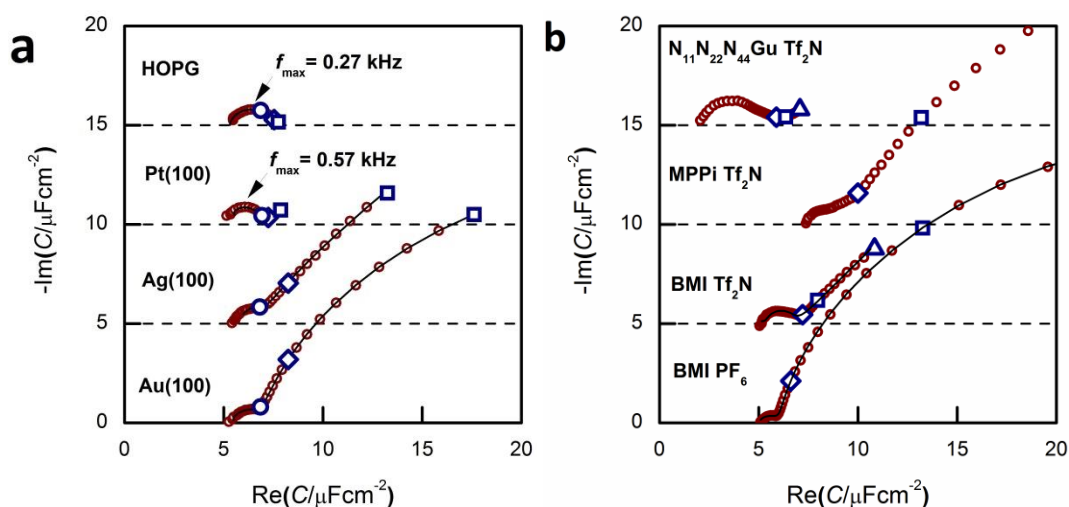 a
20
15
10
5
0
-Im(C/μFcm⁻²)
HOPG
f_max = 0.27 kHz
Pt(100)
f_max = 0.57 kHz
Ag(100)
Au(100)
0 5 10 15 20
Re(C/μFcm⁻²)
b
20
15
10
5
0
-Im(C/μFcm⁻²)
N₁₁N₂₂N₄₄Gu Tf₂N
MPPi Tf₂N
BMI Tf₂N
BMI PF₆
0 5 10 15 20
Re(C/μFcm⁻²)